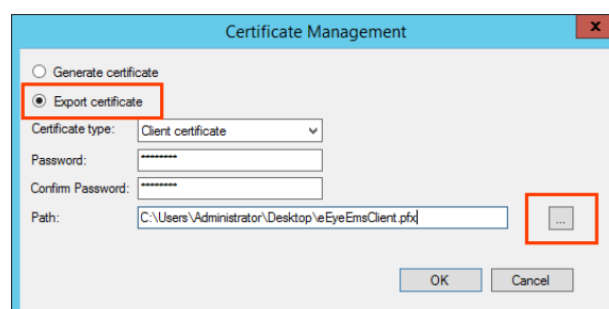 Certificate Management
x
Generate certificate
Export certificate
Certificate type: Client certificate
Password: ********
Confirm Password: ********
Path: C:\Users\Administrator\Desktop\eEyeEmsClient.pfx ...
OK Cancel